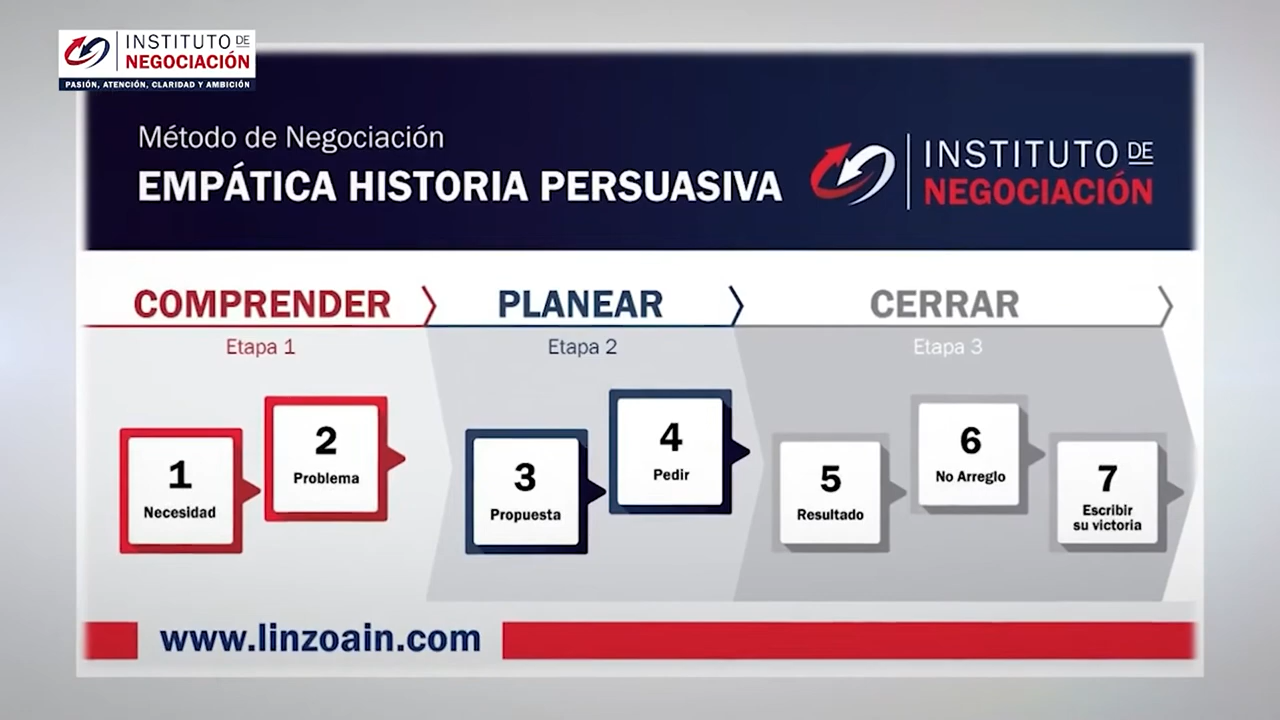 INSTITUTO DE
NEGOCIACIÓN
PASIÓN, ATENCIÓN, CLARIDAD Y AMBICIÓN
Método de Negociación
EMPÁTICA HISTORIA PERSUASIVA
INSTITUTO DE
NEGOCIACIÓN
COMPRENDER
Etapa 1
PLANEAR
Etapa 2
CERRAR
Etapa 3
1
Necesidad
2
Problema
3
Propuesta
4
Pedir
5
Resultado
6
No Arreglo
7
Escribir
su victoria
www.linzoain.com